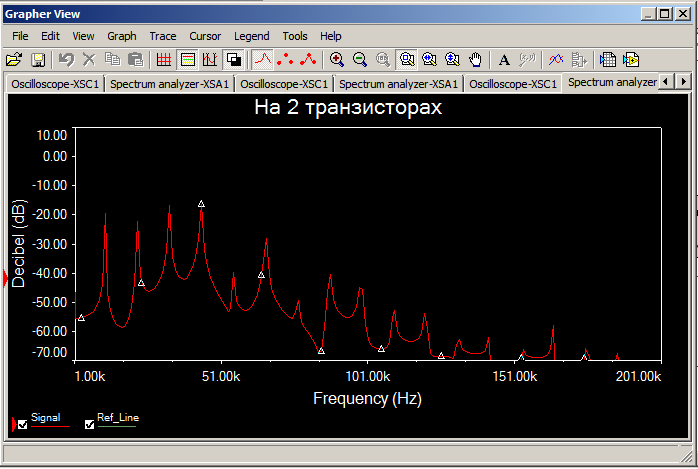 Grapher View
File Edit View Graph Trace Cursor Legend Tools Help
Oscilloscope-XSC1 Spectrum analyzer-XSA1 Oscilloscope-XSC1 Spectrum analyzer-XSA1 Oscilloscope-XSC1 Spectrum analyzer
На 2 транзисторах
10.00
0.00
-10.00
-20.00
-30.00
-40.00
-50.00
-60.00
-70.00
Decibel (dB)
1.00k 51.00k 101.00k 151.00k 201.00k
Frequency (Hz)
Signal Ref_Line